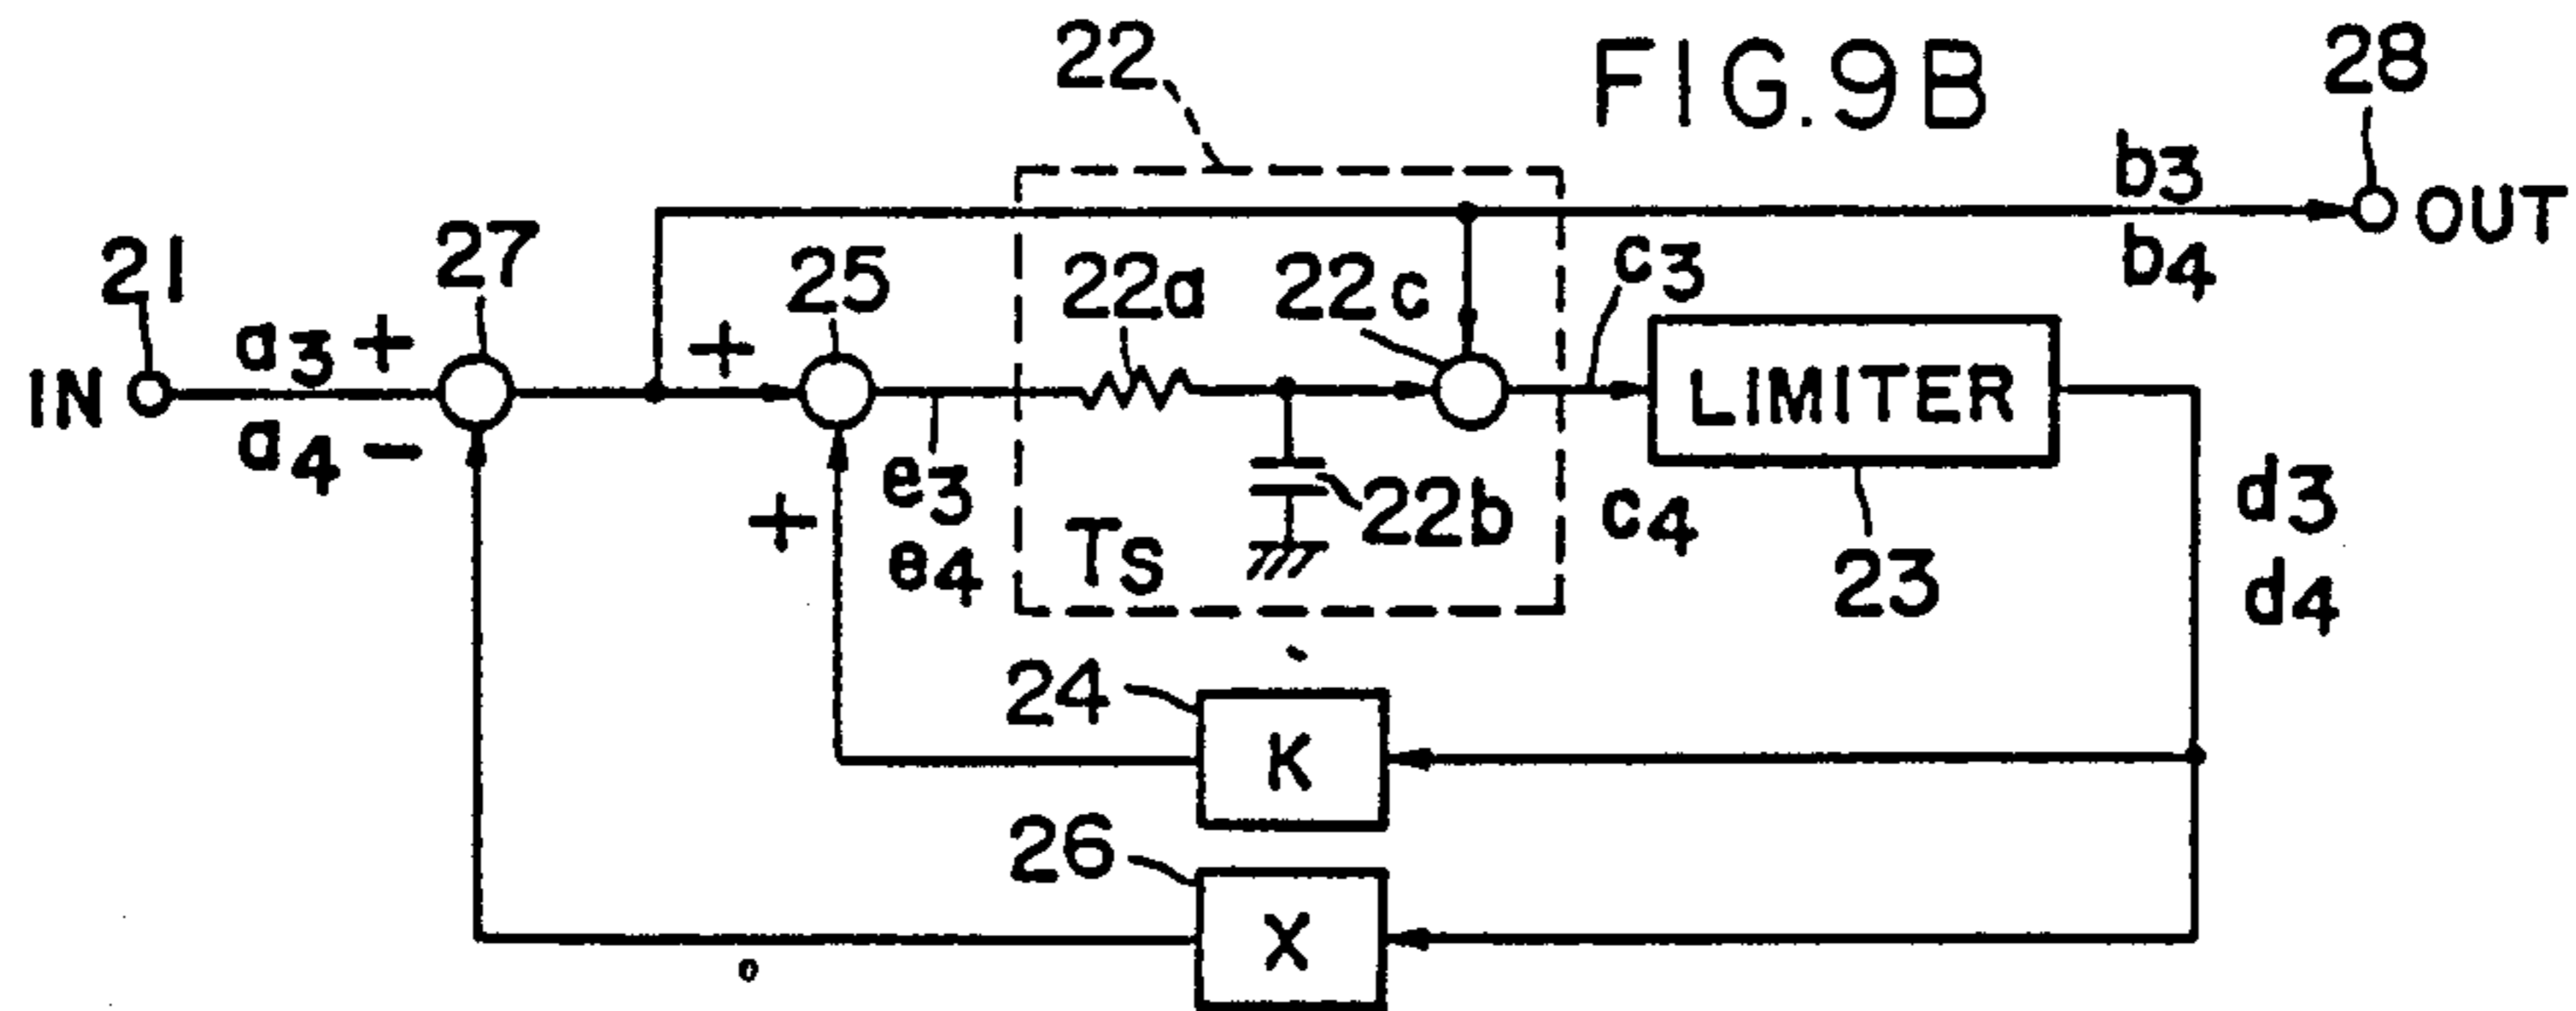 FIG.9B
22
28
b3
b4
OUT
21
IN
a3 +
a4 -
27
+
25
+
e3
e4
22a
22c
22b
Ts
c3
c4
LIMITER
23
d3
d4
24
K
26
X